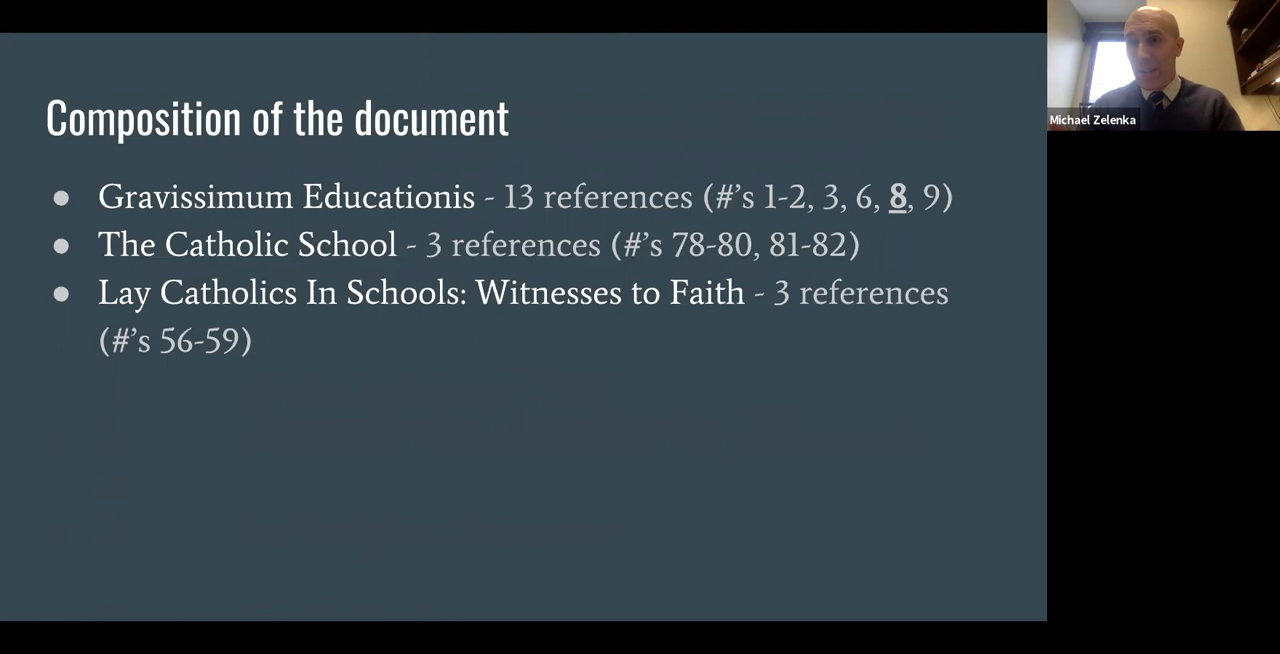 Composition of the document
● Gravissimum Educationis - 13 references (#’s 1-2, 3, 6, 8, 9)
● The Catholic School - 3 references (#’s 78-80, 81-82)
● Lay Catholics In Schools: Witnesses to Faith - 3 references
(#’s 56-59)
Michael Zelenka